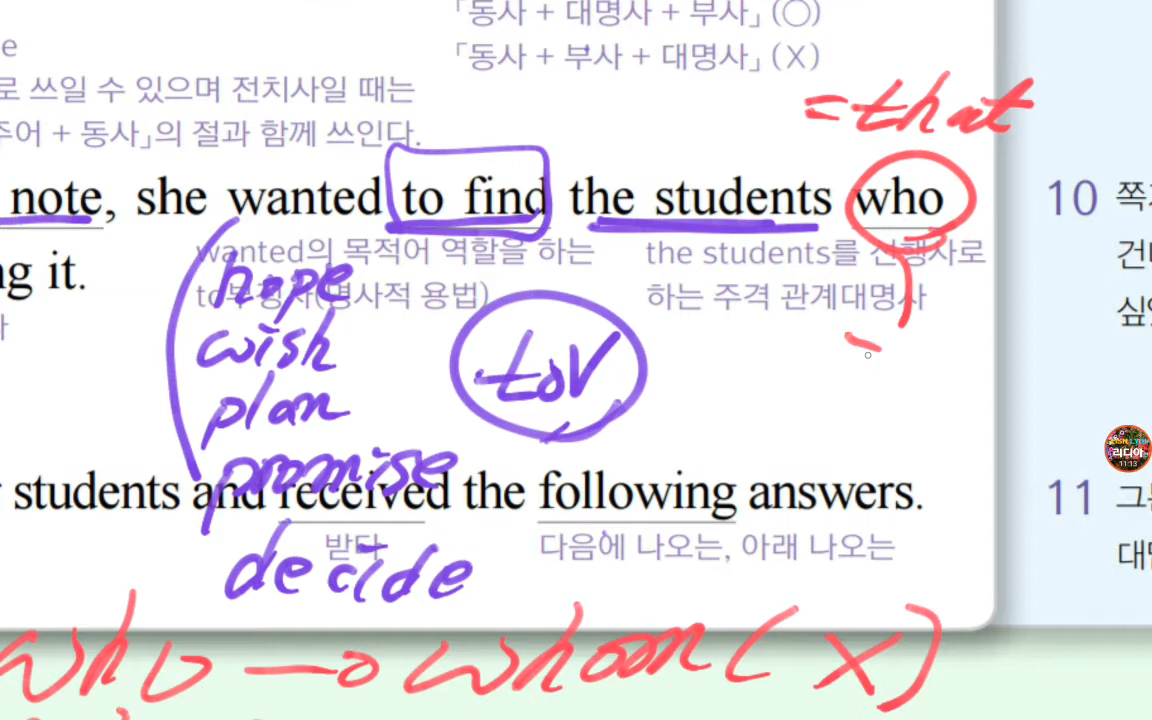 「동사 + 대명사 + 부사」 (○)
「동사 + 부사 + 대명사」 (X)
e
로 쓰일 수 있으며 전치사일 때는
주어 + 동사」의 절과 함께 쓰인다.
= that
note, she wanted to find the students who
wanted의 목적어 역할을 하는
to부정사(명사적 용법)
the students를 선행사로
하는 주격 관계대명사
g it.
hope
wish
plan
promise
decide
toV
students and received the following answers.
받다
다음에 나오는, 아래 나오는
who → whom (X)
10
11
리디아
11:13